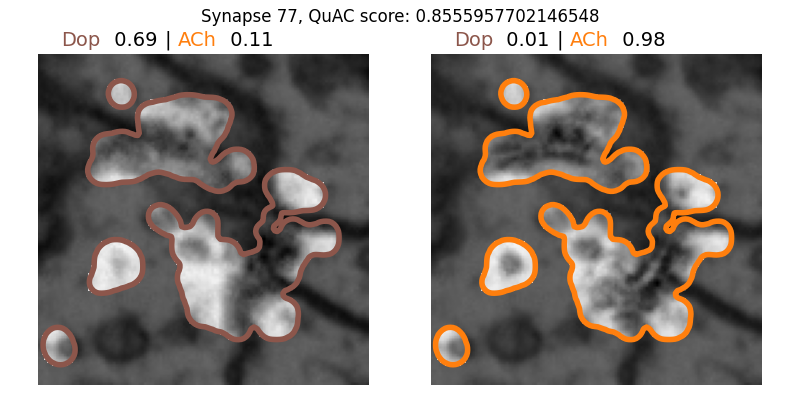 Synapse 77, QuAC score: 0.8555957702146548
Dop 0.69 | ACh 0.11
Dop 0.01 | ACh 0.98